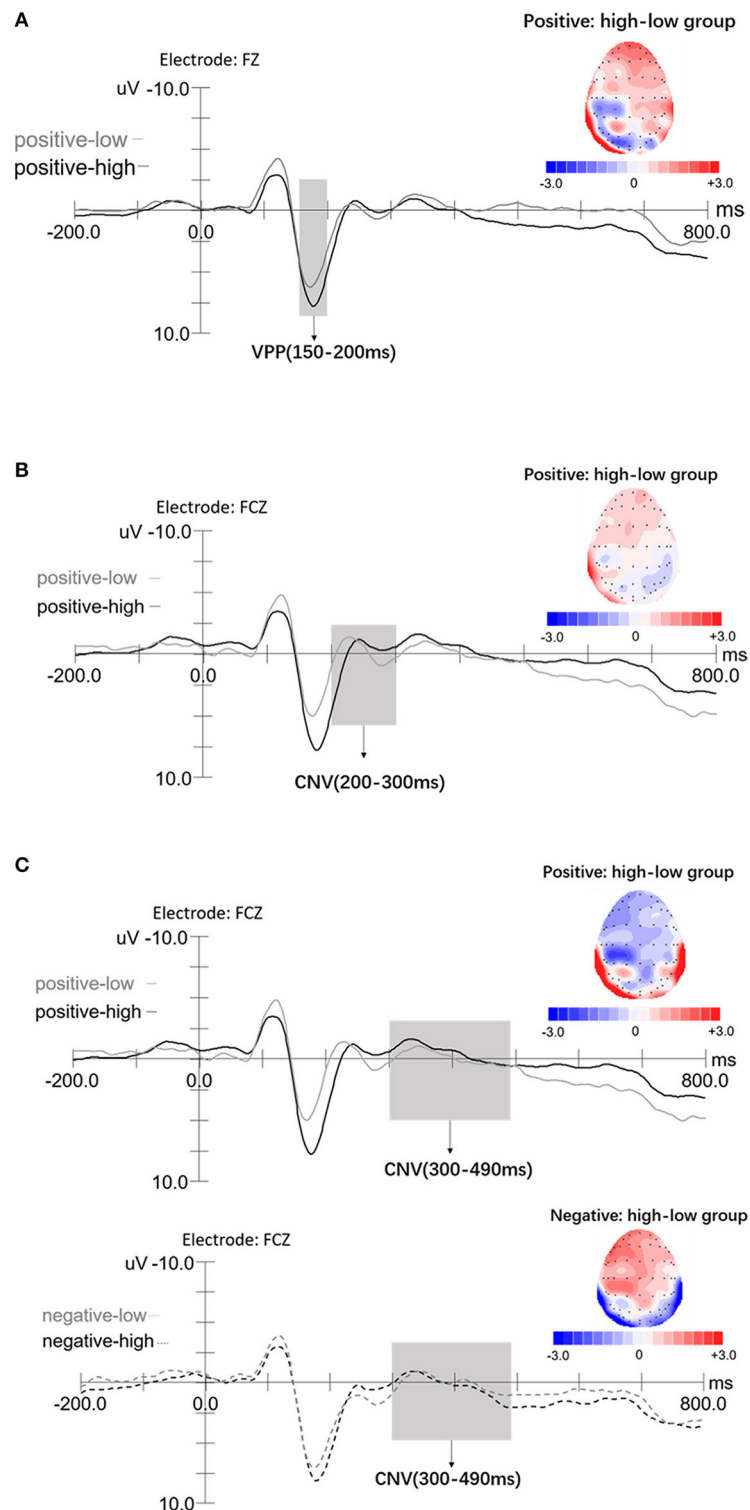 A
Positive: high-low group
Electrode: FZ
uV -10.0
positive-low
positive-high
-3.0 0 +3.0
ms
-200.0 0.0 800.0
10.0
VPP(150-200ms)
B
Positive: high-low group
Electrode: FCZ
uV -10.0
positive-low
positive-high
-3.0 0 +3.0
ms
-200.0 0.0 800.0
10.0
CNV(200-300ms)
C
Positive: high-low group
Electrode: FCZ
uV -10.0
positive-low
positive-high
-3.0 0 +3.0
ms
-200.0 0.0 800.0
CNV(300-490ms)
10.0
Negative: high-low group
Electrode: FCZ
uV -10.0
negative-low
negative-high
-3.0 0 +3.0
ms
-200.0 0.0 800.0
CNV(300-490ms)
10.0